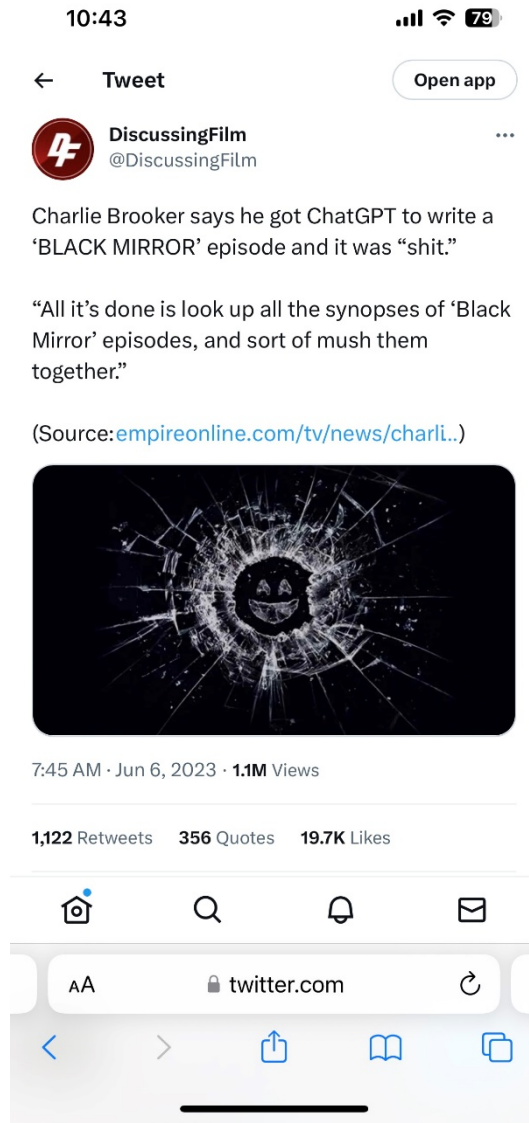 10:43
79
Tweet
Open app
DiscussingFilm
@DiscussingFilm
Charlie Brooker says he got ChatGPT to write a
‘BLACK MIRROR’ episode and it was “shit.”
“All it’s done is look up all the synopses of ‘Black
Mirror’ episodes, and sort of mush them
together.”
(Source:empireonline.com/tv/news/charli..)
7:45 AM · Jun 6, 2023 · 1.1M Views
1,122 Retweets 356 Quotes 19.7K Likes
AA
twitter.com